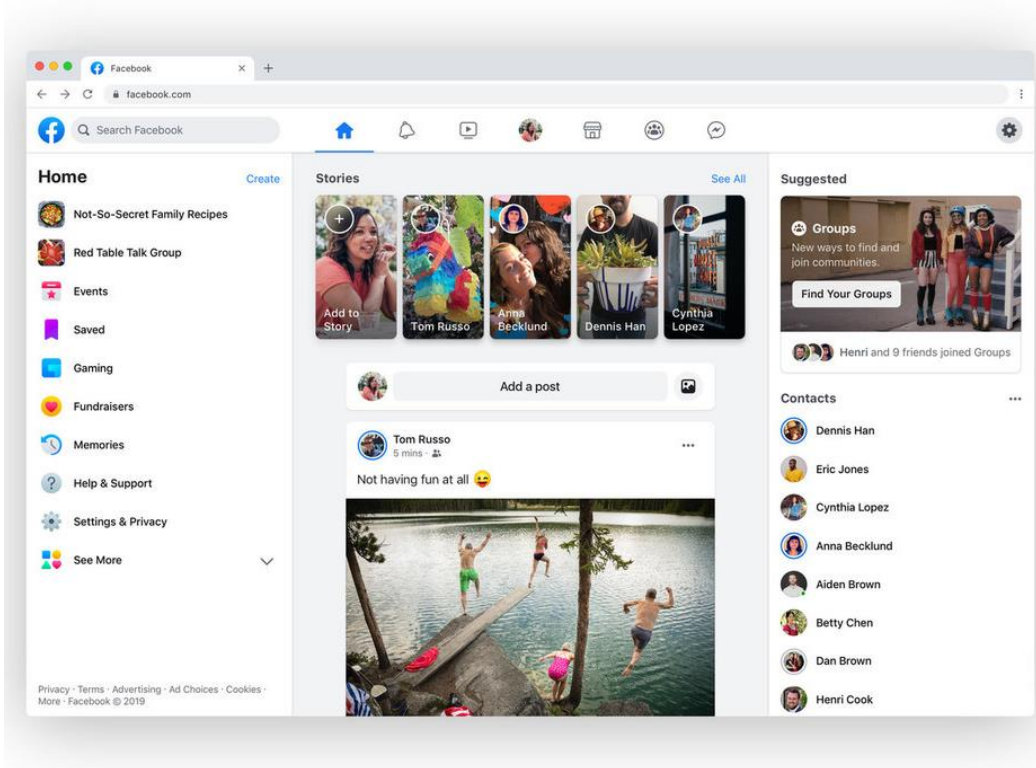 Facebook
facebook.com
Search Facebook
Home
Create
Not-So-Secret Family Recipes
Red Table Talk Group
Events
Saved
Gaming
Fundraisers
Memories
Help & Support
Settings & Privacy
See More
Privacy · Terms · Advertising · Ad Choices · Cookies ·
More · Facebook © 2019
Stories
See All
Add to
Story
Tom Russo
Anna
Becklund
Dennis Han
Cynthia
Lopez
Add a post
Tom Russo
5 mins ·
Not having fun at all 😜
Suggested
Groups
New ways to find and
join communities.
Find Your Groups
Henri and 9 friends joined Groups
Contacts
Dennis Han
Eric Jones
Cynthia Lopez
Anna Becklund
Aiden Brown
Betty Chen
Dan Brown
Henri Cook